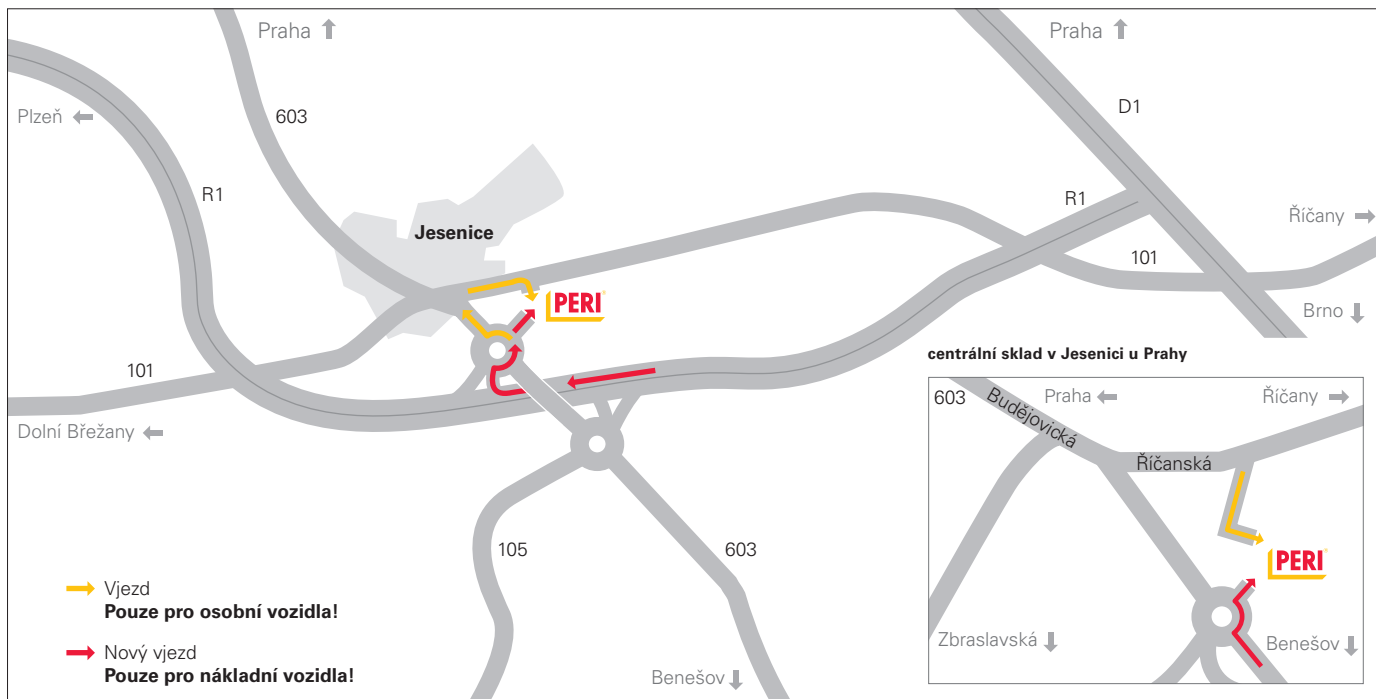 Praha
Praha
603
D1
Plzeň
R1
R1
Říčany
Jesenice
101
PERI
Brno
101
Dolní Břežany
105
603
Vjezd
Pouze pro osobní vozidla!
Nový vjezd
Pouze pro nákladní vozidla!
Benešov
centrální sklad v Jesenici u Prahy
603
Praha
Říčany
Budějovická
Říčanská
PERI
Zbraslavská
Benešov